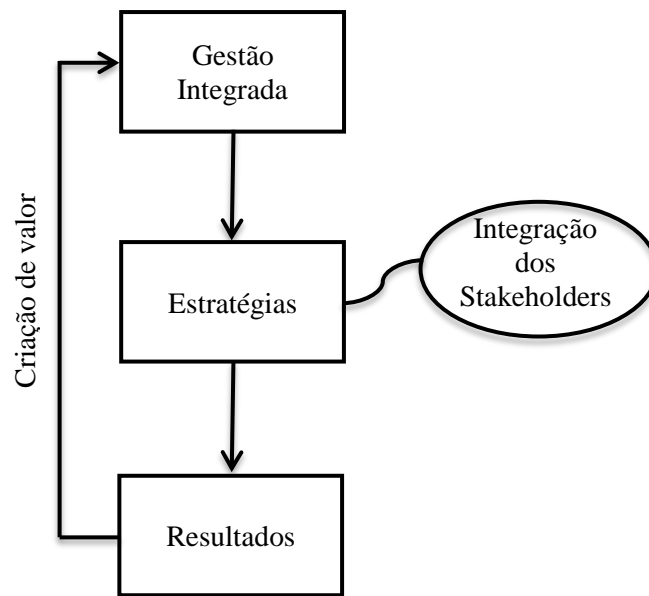 Gestão
Integrada
Integração
dos
Stakeholders
Estratégias
Criação de valor
Resultados